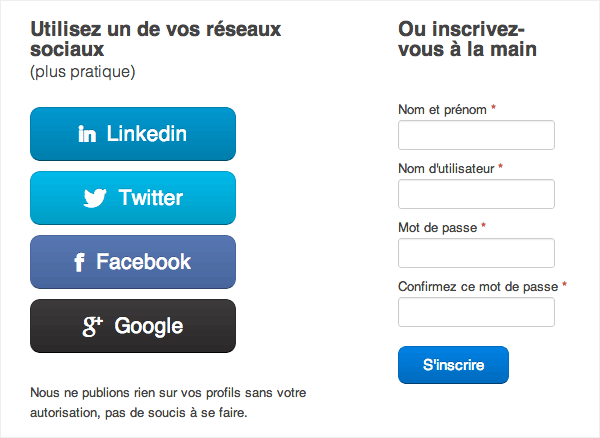 Utilisez un de vos réseaux
sociaux
(plus pratique)
Linkedin
Twitter
Facebook
Google
Nous ne publions rien sur vos profils sans votre
autorisation, pas de soucis à se faire.
Ou inscrivez-
vous à la main
Nom et prénom *
Nom d'utilisateur *
Mot de passe *
Confirmez ce mot de passe *
S'inscrire